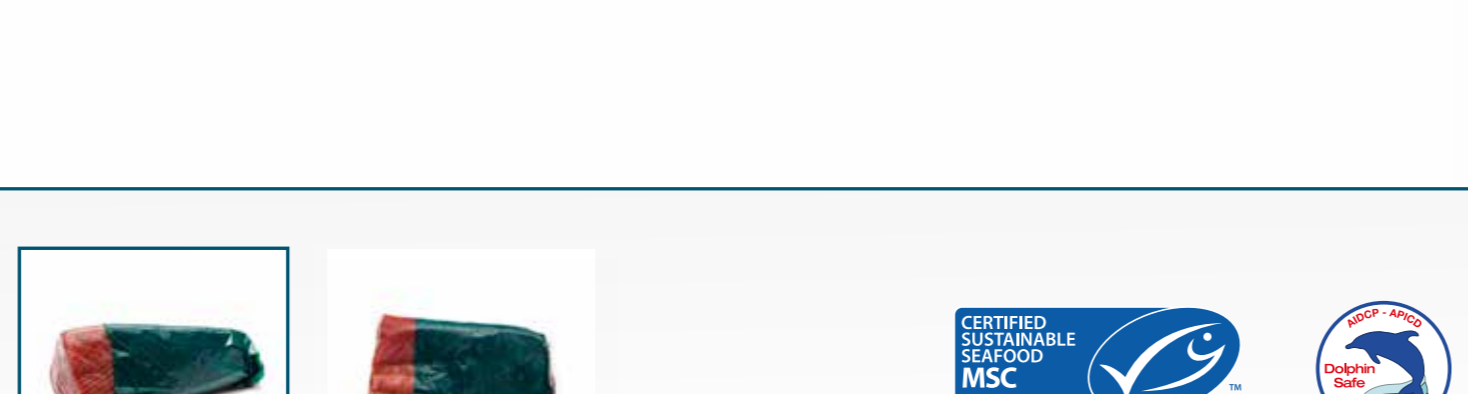 CERTIFIED
SUSTAINABLE
SEAFOOD
MSC
TM
AIDCP - APICD
Dolphin
Safe